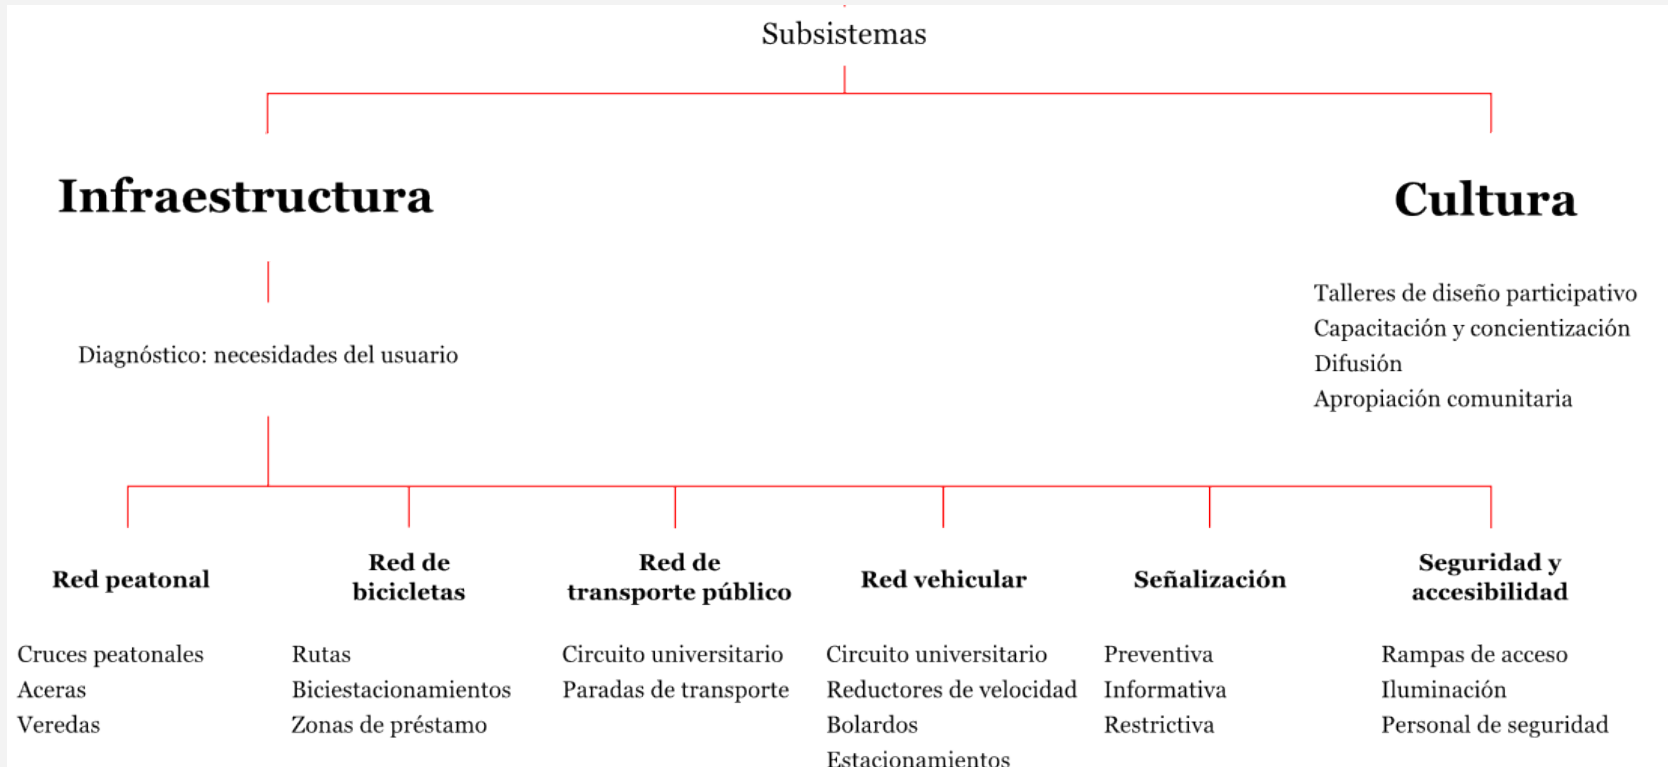 Subsistemas
Infraestructura
Cultura
Talleres de diseño participativo
Capacitación y concientización
Difusión
Apropiación comunitaria
Diagnóstico: necesidades del usuario
Red peatonal
Cruces peatonales
Aceras
Veredas
Red de
bicicletas
Rutas
Biciestacionamientos
Zonas de préstamo
Red de
transporte público
Circuito universitario
Paradas de transporte
Red vehicular
Circuito universitario
Reductores de velocidad
Bolardos
Estacionamientos
Señalización
Preventiva
Informativa
Restrictiva
Seguridad y
accesibilidad
Rampas de acceso
Iluminación
Personal de seguridad